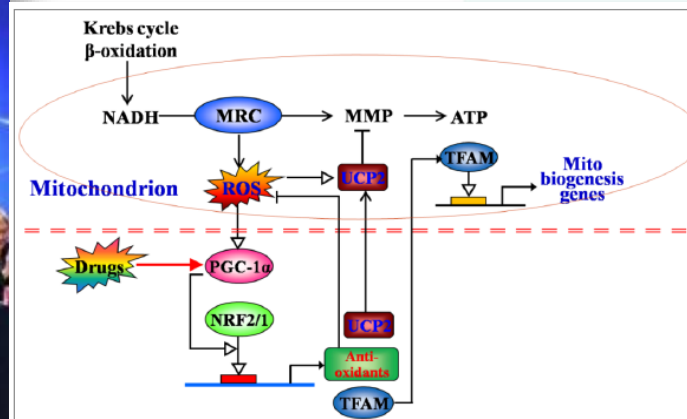 Krebs cycle
β-oxidation
NADH
MRC
MMP
ATP
TFAM
Mito
biogenesis
genes
Mitochondrion
ROS
UCP2
Drugs
PGC-1α
NRF2/1
UCP2
Anti-
oxidants
TFAM